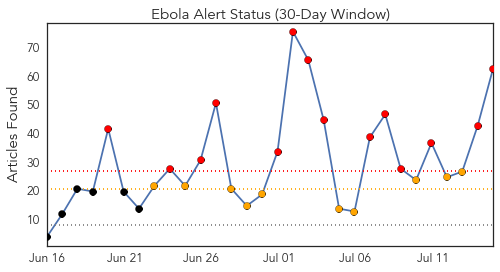 Ebola Alert Status (30-Day Window)
Articles Found
70
60
50
40
30
20
10
Jun 16
Jun 21
Jun 26
Jul 01
Jul 06
Jul 11